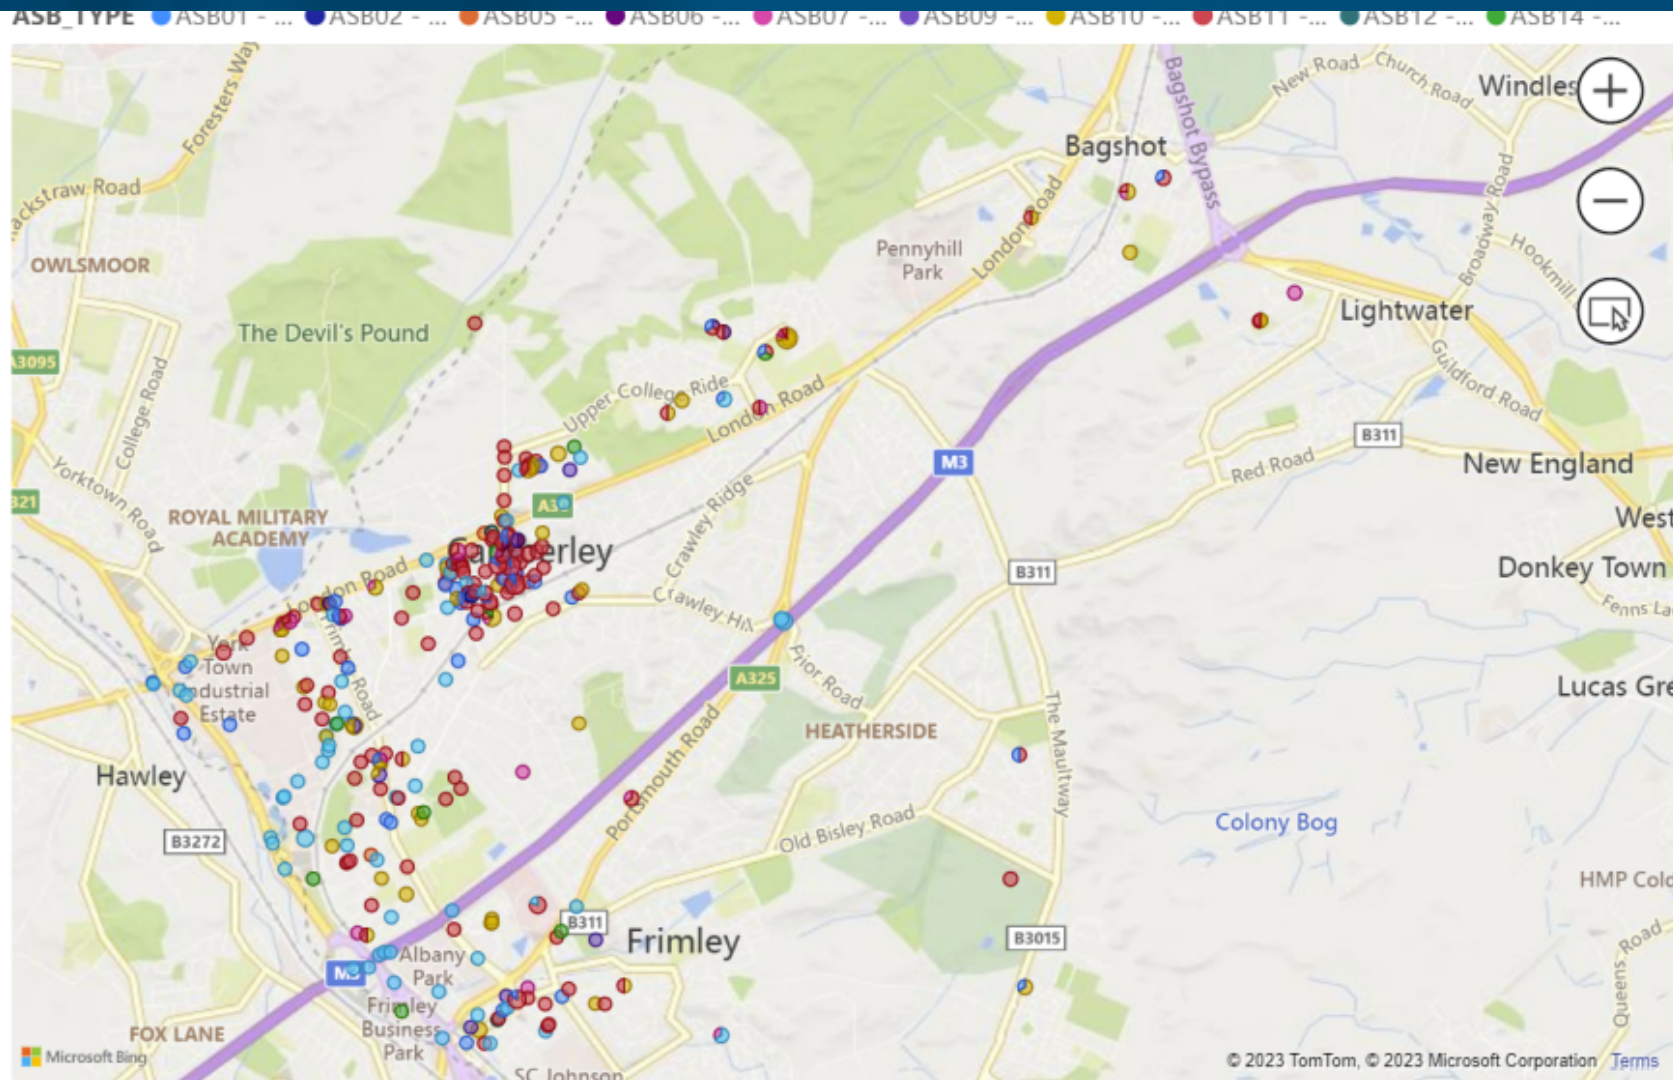 ASB_TYPE ASB01 - ... ASB02 - ... ASB05 -... ASB06 -... ASB07 -... ASB09 -... ASB10 -... ASB11 -... ASB12 -... ASB14 -...
Foresters Way
Bagshot Bypass
New Road
Church Road
Windles
Bagshot
ackstraw Road
Broadway Road
London Road
Pennyhill
Park
Hookmill
OWLSMOOR
The Devil's Pound
Lightwater
A3095
College Road
Upper College Ride
London Road
Guildford Road
B311
M3
Red Road
New England
Yorktown Road
321
Crawley Ridge
ROYAL MILITARY
ACADEMY
West
London Road
B311
Donkey Town
Crawley Hill
Fenns La
York
Town
Industrial
Estate
Road
A325
Prior Road
Lucas Gre
The Maultway
HEATHERSIDE
Portsmouth Road
Hawley
B3272
Old Bisley Road
Colony Bog
HMP Cold
B311
Frimley
B3015
Albany
Park
M3
Queens Road
Frimley
Business
Park
FOX LANE
Microsoft Bing
SC Johnson
© 2023 TomTom, © 2023 Microsoft Corporation Terms